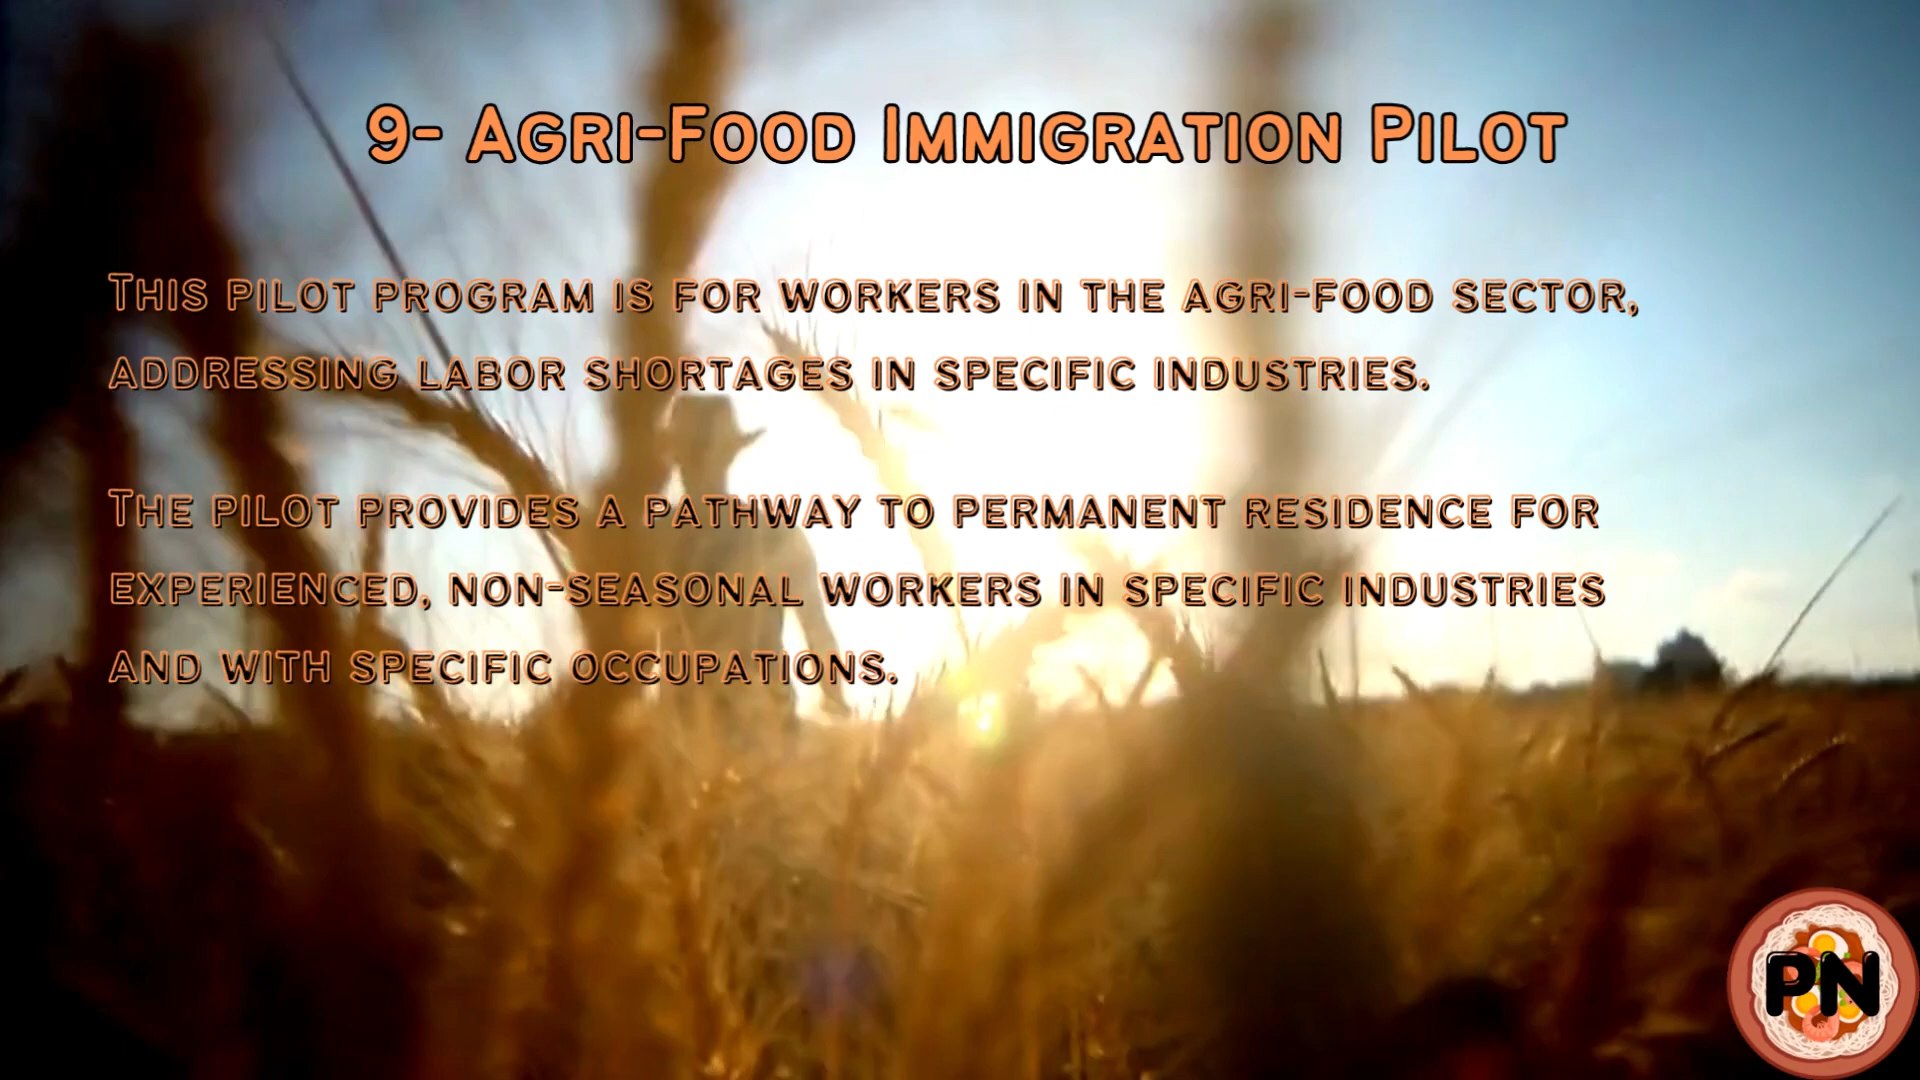 9- Agri-Food Immigration Pilot
This pilot program is for workers in the agri-food sector,
addressing labor shortages in specific industries.
The pilot provides a pathway to permanent residence for
experienced, non-seasonal workers in specific industries
and with specific occupations.
PN